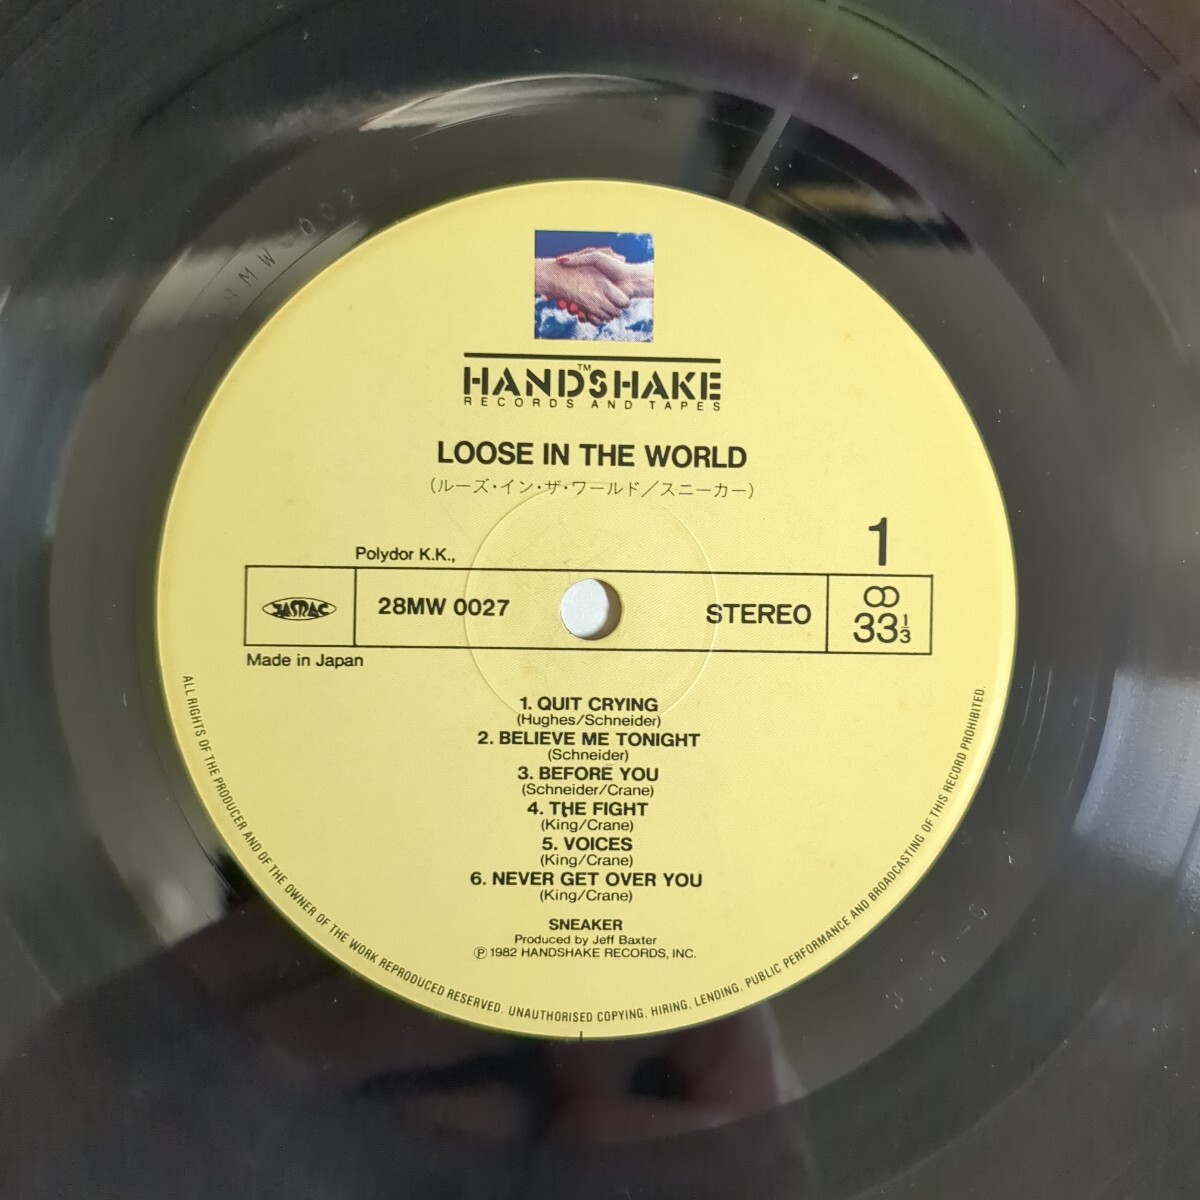 TM
HANDSHAKE
RECORDS AND TAPES
LOOSE IN THE WORLD
(ルーズ・イン・ザ・ワールド/スニーカー)
1
Polydor K.K.,
JASRAC
28MW 0027
STEREO
33 1/3
Made in Japan
1. QUIT CRYING
(Hughes/Schneider)
2. BELIEVE ME TONIGHT
(Schneider)
3. BEFORE YOU
(Schneider/Crane)
4. THE FIGHT
(King/Crane)
5. VOICES
(King/Crane)
6. NEVER GET OVER YOU
(King/Crane)
SNEAKER
Produced by Jeff Baxter
Ⓟ 1982 HANDSHAKE RECORDS, INC.
ALL RIGHTS OF THE PRODUCER AND OF THE OWNER OF THE WORK REPRODUCED RESERVED. UNAUTHORISED COPYING, HIRING, LENDING, PUBLIC PERFORMANCE AND BROADCASTING OF THIS RECORD PROHIBITED.